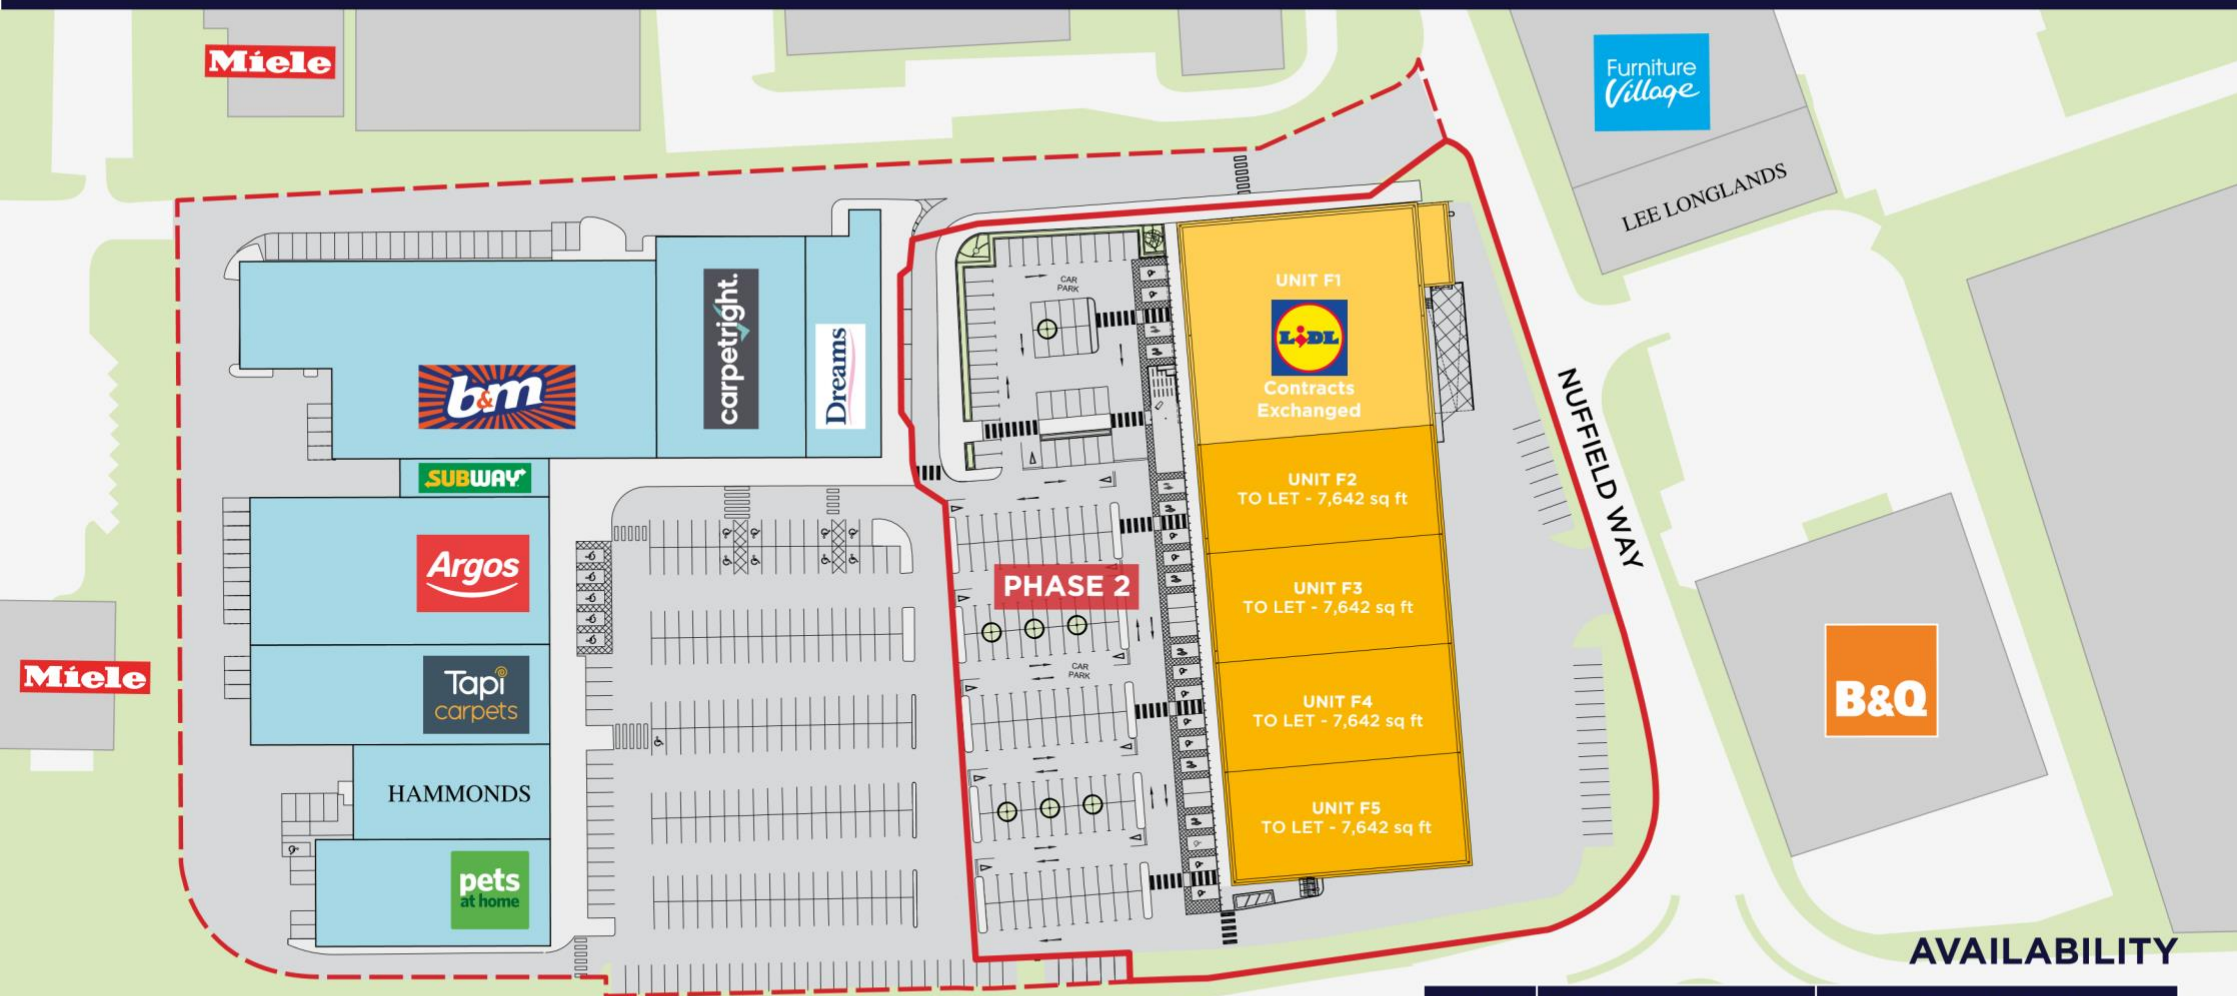 Miele
Furniture
Village
LEE LONGLANDS
carpetright.
Dreams
b&m
CAR
PARK
UNIT F1
LIDL
Contracts
Exchanged
NUFFIELD WAY
SUBWAY
UNIT F2
TO LET - 7,642 sq ft
Argos
PHASE 2
UNIT F3
TO LET - 7,642 sq ft
Miele
Tapi
carpets
CAR
PARK
UNIT F4
TO LET - 7,642 sq ft
B&Q
HAMMONDS
UNIT F5
TO LET - 7,642 sq ft
pets
at home
AVAILABILITY